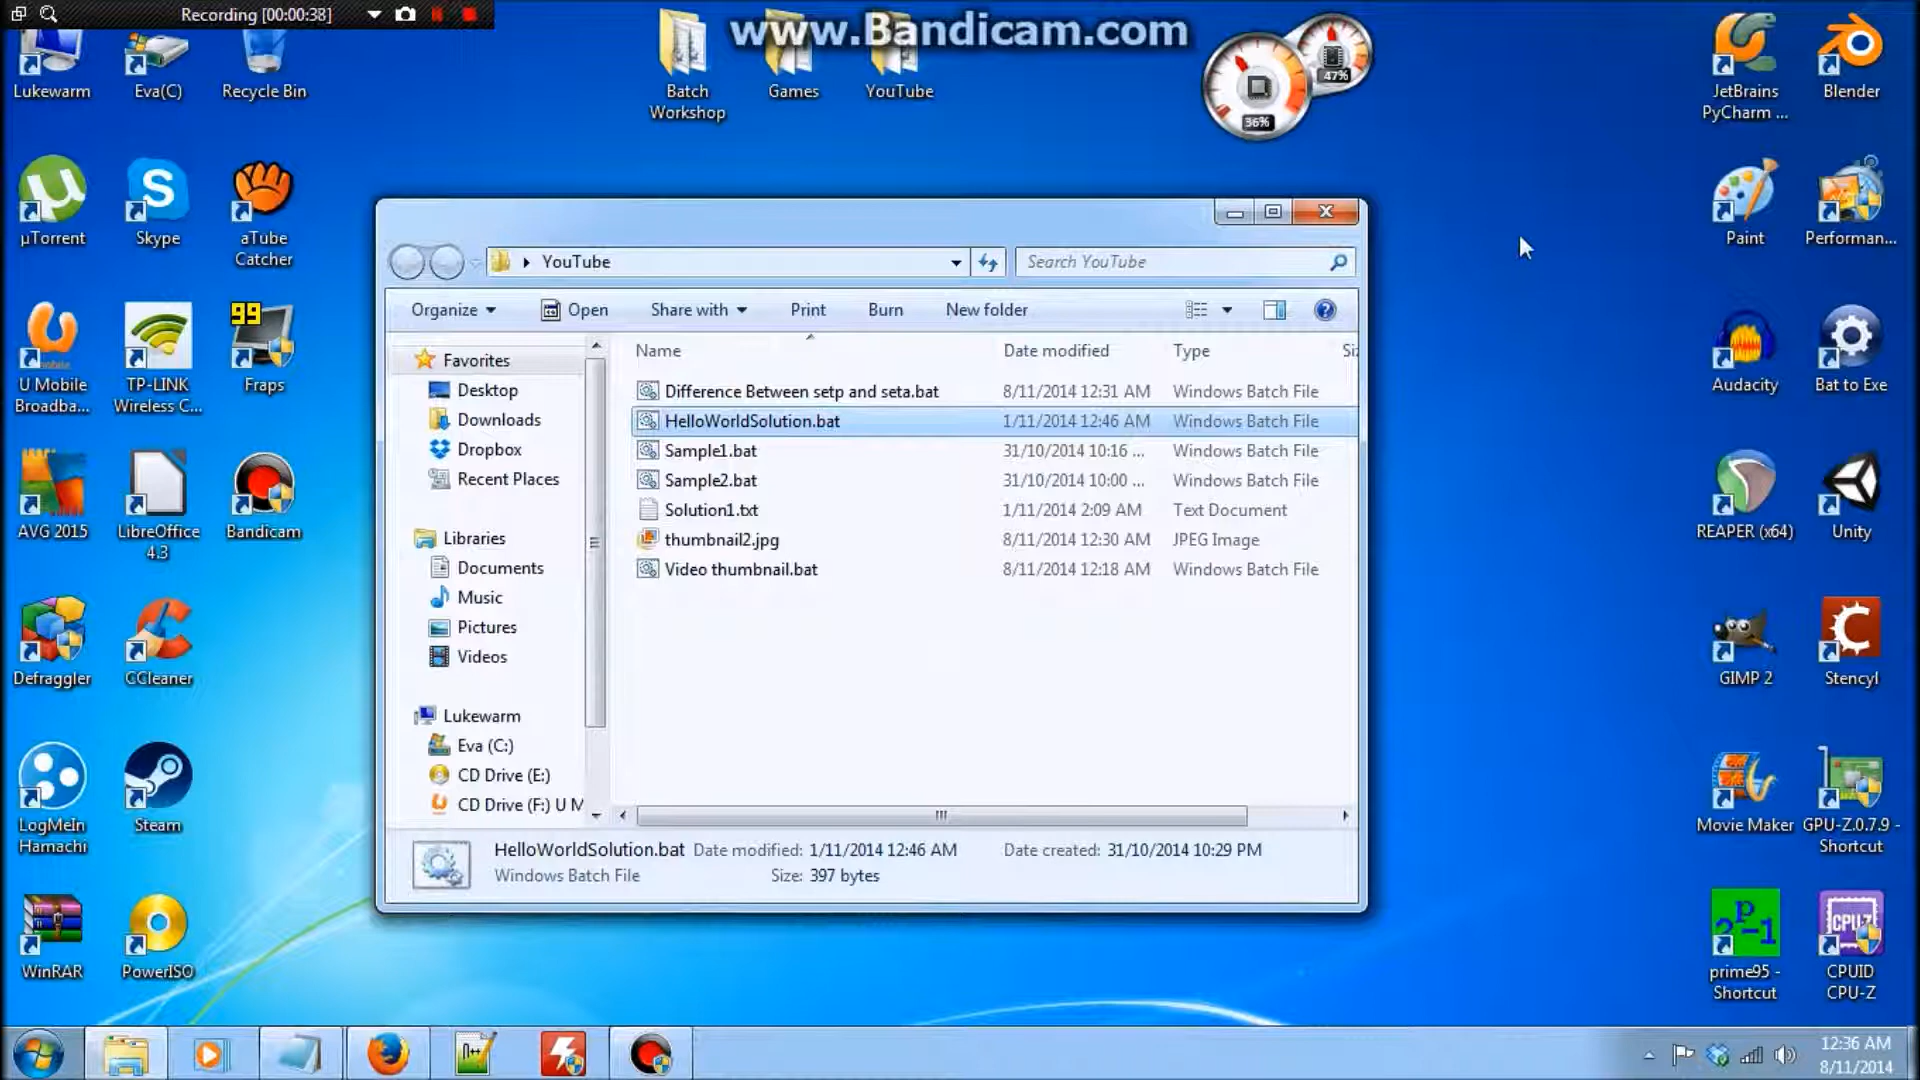 Recording [00:00:38]
www.Bandicam.com
Lukewarm
Eva(C)
Recycle Bin
Batch
Workshop
Games
YouTube
47%
36%
JetBrains
PyCharm ...
Blender
µTorrent
Skype
aTube
Catcher
Paint
Performan...
99
U Mobile
Broadba...
TP-LINK
Wireless C...
Fraps
Audacity
Bat to Exe
AVG 2015
LibreOffice
4.3
Bandicam
REAPER (x64)
Unity
Defraggler
CCleaner
GIMP 2
Stencyl
LogMeIn
Hamachi
Steam
Movie Maker
GPU-Z.0.7.9 -
Shortcut
WinRAR
PowerISO
prime95 -
Shortcut
CPUID
CPU-Z
YouTube
Search YouTube
Organize
Open
Share with
Print
Burn
New folder
Name Date modified Type Siz
Difference Between setp and seta.bat 8/11/2014 12:31 AM Windows Batch File
HelloWorldSolution.bat 1/11/2014 12:46 AM Windows Batch File
Sample1.bat 31/10/2014 10:16 ... Windows Batch File
Sample2.bat 31/10/2014 10:00 ... Windows Batch File
Solution1.txt 1/11/2014 2:09 AM Text Document
thumbnail2.jpg 8/11/2014 12:30 AM JPEG Image
Video thumbnail.bat 8/11/2014 12:18 AM Windows Batch File
Favorites
Desktop
Downloads
Dropbox
Recent Places
Libraries
Documents
Music
Pictures
Videos
Lukewarm
Eva (C:)
CD Drive (E:)
CD Drive (F:) U M
HelloWorldSolution.bat Date modified: 1/11/2014 12:46 AM Date created: 31/10/2014 10:29 PM
Windows Batch File Size: 397 bytes
12:36 AM
8/11/2014